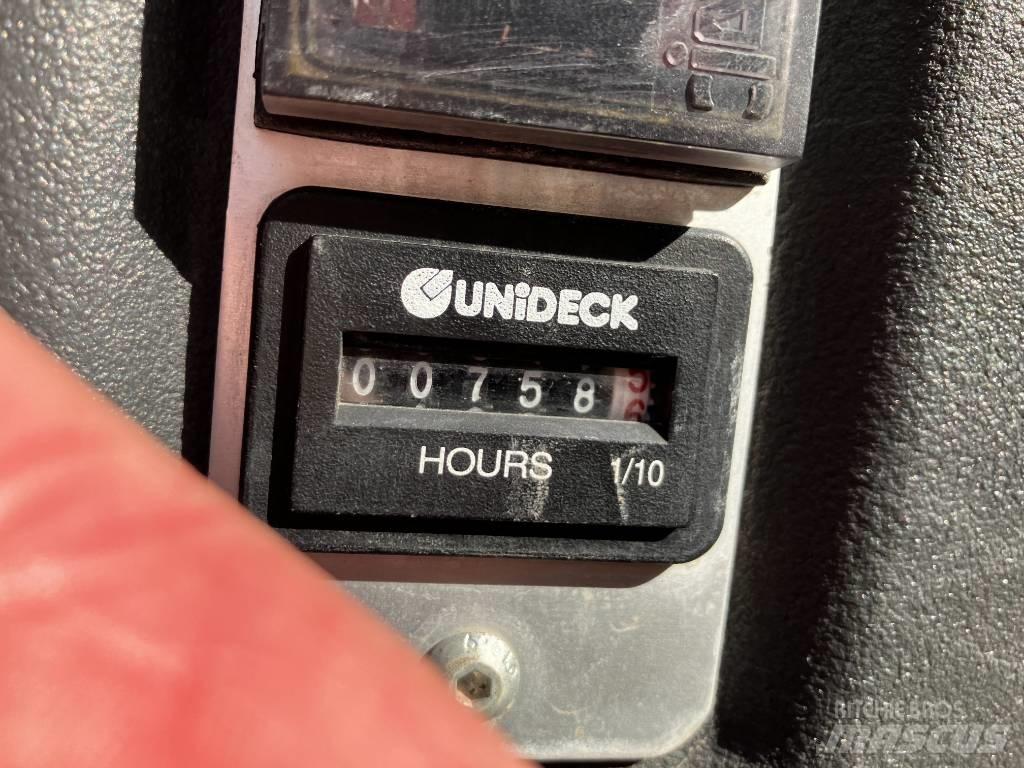 UNiDECK
0 0 7 5 8
HOURS 1/10
RITCHIE BROS
MASCUS